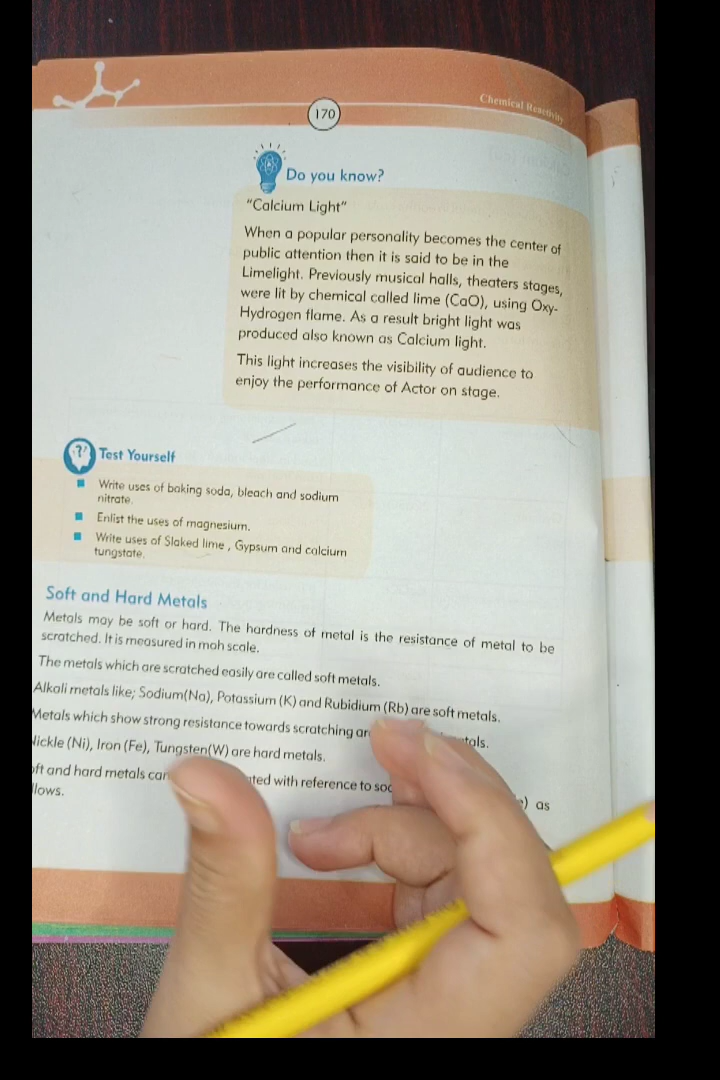 Chemical Reactivity
170
Do you know?
"Calcium Light"
When a popular personality becomes the center of
public attention then it is said to be in the
Limelight. Previously musical halls, theaters stages,
were lit by chemical called lime (CaO), using Oxy-
Hydrogen flame. As a result bright light was
produced also known as Calcium light.
This light increases the visibility of audience to
enjoy the performance of Actor on stage.
Test Yourself
Write uses of baking soda, bleach and sodium
nitrate.
Enlist the uses of magnesium.
Write uses of Slaked lime , Gypsum and calcium
tungstate.
Soft and Hard Metals
Metals may be soft or hard. The hardness of metal is the resistance of metal to be
scratched. It is measured in moh scale.
The metals which are scratched easily are called soft metals.
Alkali metals like; Sodium(Na), Potassium (K) and Rubidium (Rb) are soft metals.
Metals which show strong resistance towards scratching
(Ni), Iron (Fe), Tungsten(W) are hard metals.
and hard metals with reference to as